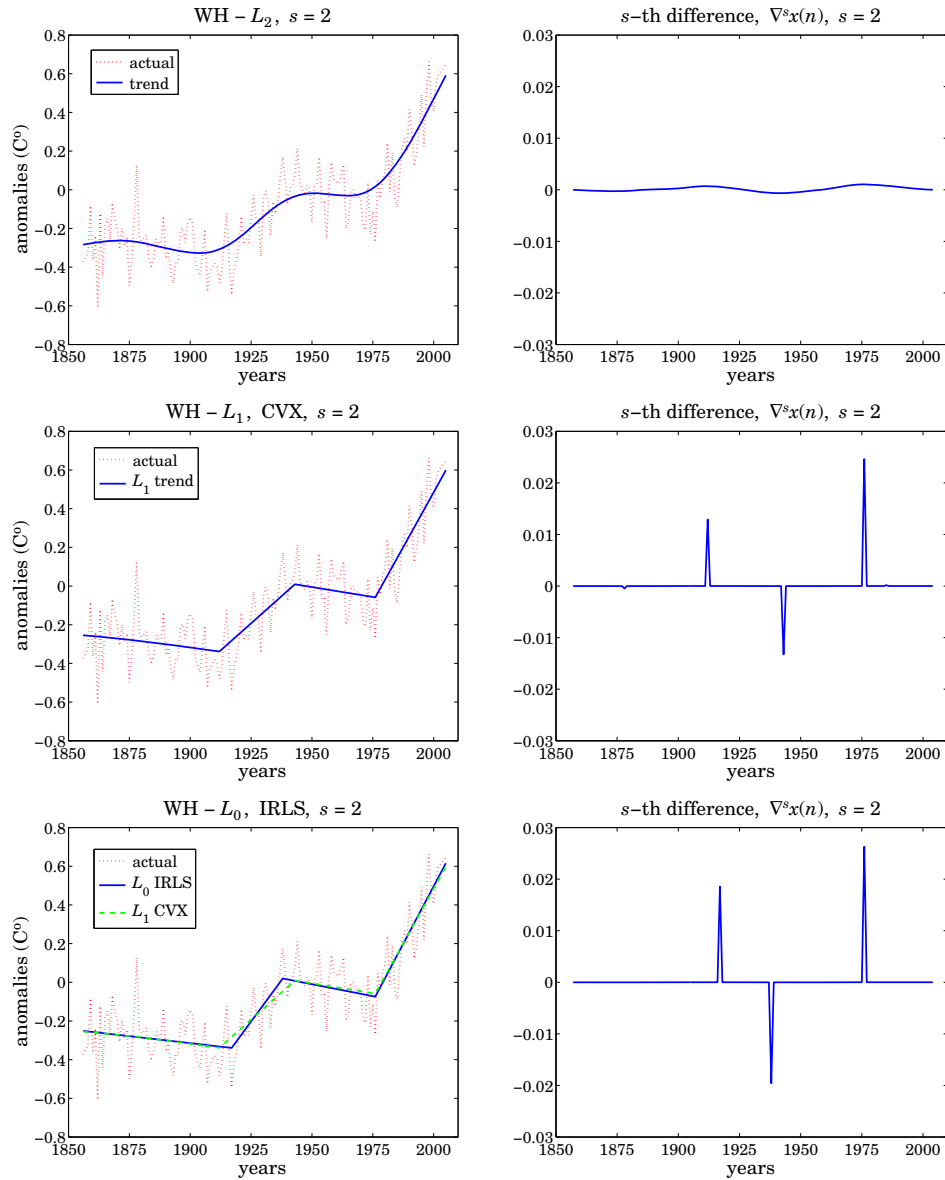 WH – L₂, s = 2
s–th difference, ∇ˢx(n), s = 2
0.8
0.6
0.4
0.2
0
−0.2
−0.4
−0.6
−0.8
anomalies (Cᵒ)
actual
trend
1850 1875 1900 1925 1950 1975 2000
years
0.03
0.02
0.01
0
−0.01
−0.02
−0.03
1850 1875 1900 1925 1950 1975 2000
years
WH – L₁, CVX, s = 2
s–th difference, ∇ˢx(n), s = 2
0.8
0.6
0.4
0.2
0
−0.2
−0.4
−0.6
−0.8
anomalies (Cᵒ)
actual
L₁ trend
1850 1875 1900 1925 1950 1975 2000
years
0.03
0.02
0.01
0
−0.01
−0.02
−0.03
1850 1875 1900 1925 1950 1975 2000
years
WH – L₀, IRLS, s = 2
s–th difference, ∇ˢx(n), s = 2
0.8
0.6
0.4
0.2
0
−0.2
−0.4
−0.6
−0.8
anomalies (Cᵒ)
actual
L₀ IRLS
L₁ CVX
1850 1875 1900 1925 1950 1975 2000
years
0.03
0.02
0.01
0
−0.01
−0.02
−0.03
1850 1875 1900 1925 1950 1975 2000
years